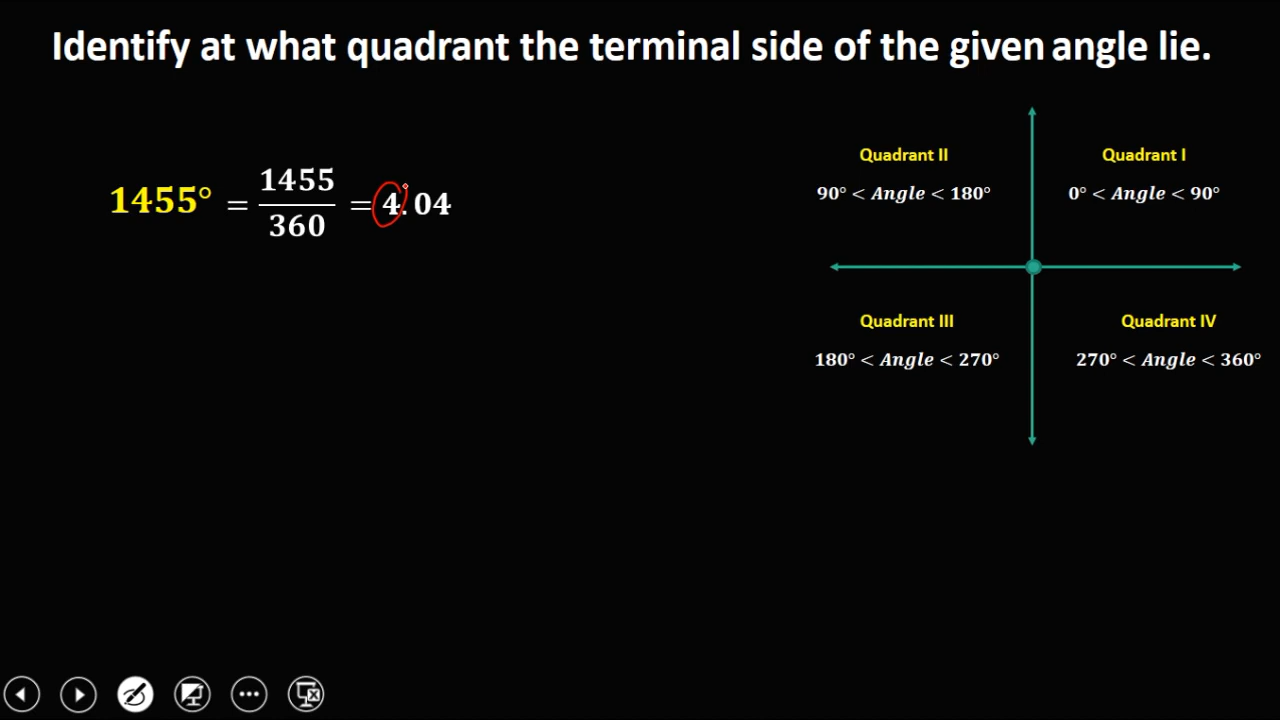 Identify at what quadrant the terminal side of the given angle lie.
1455° = 1455/360 = 4.04
Quadrant II
90° < Angle < 180°
Quadrant I
0° < Angle < 90°
Quadrant III
180° < Angle < 270°
Quadrant IV
270° < Angle < 360°